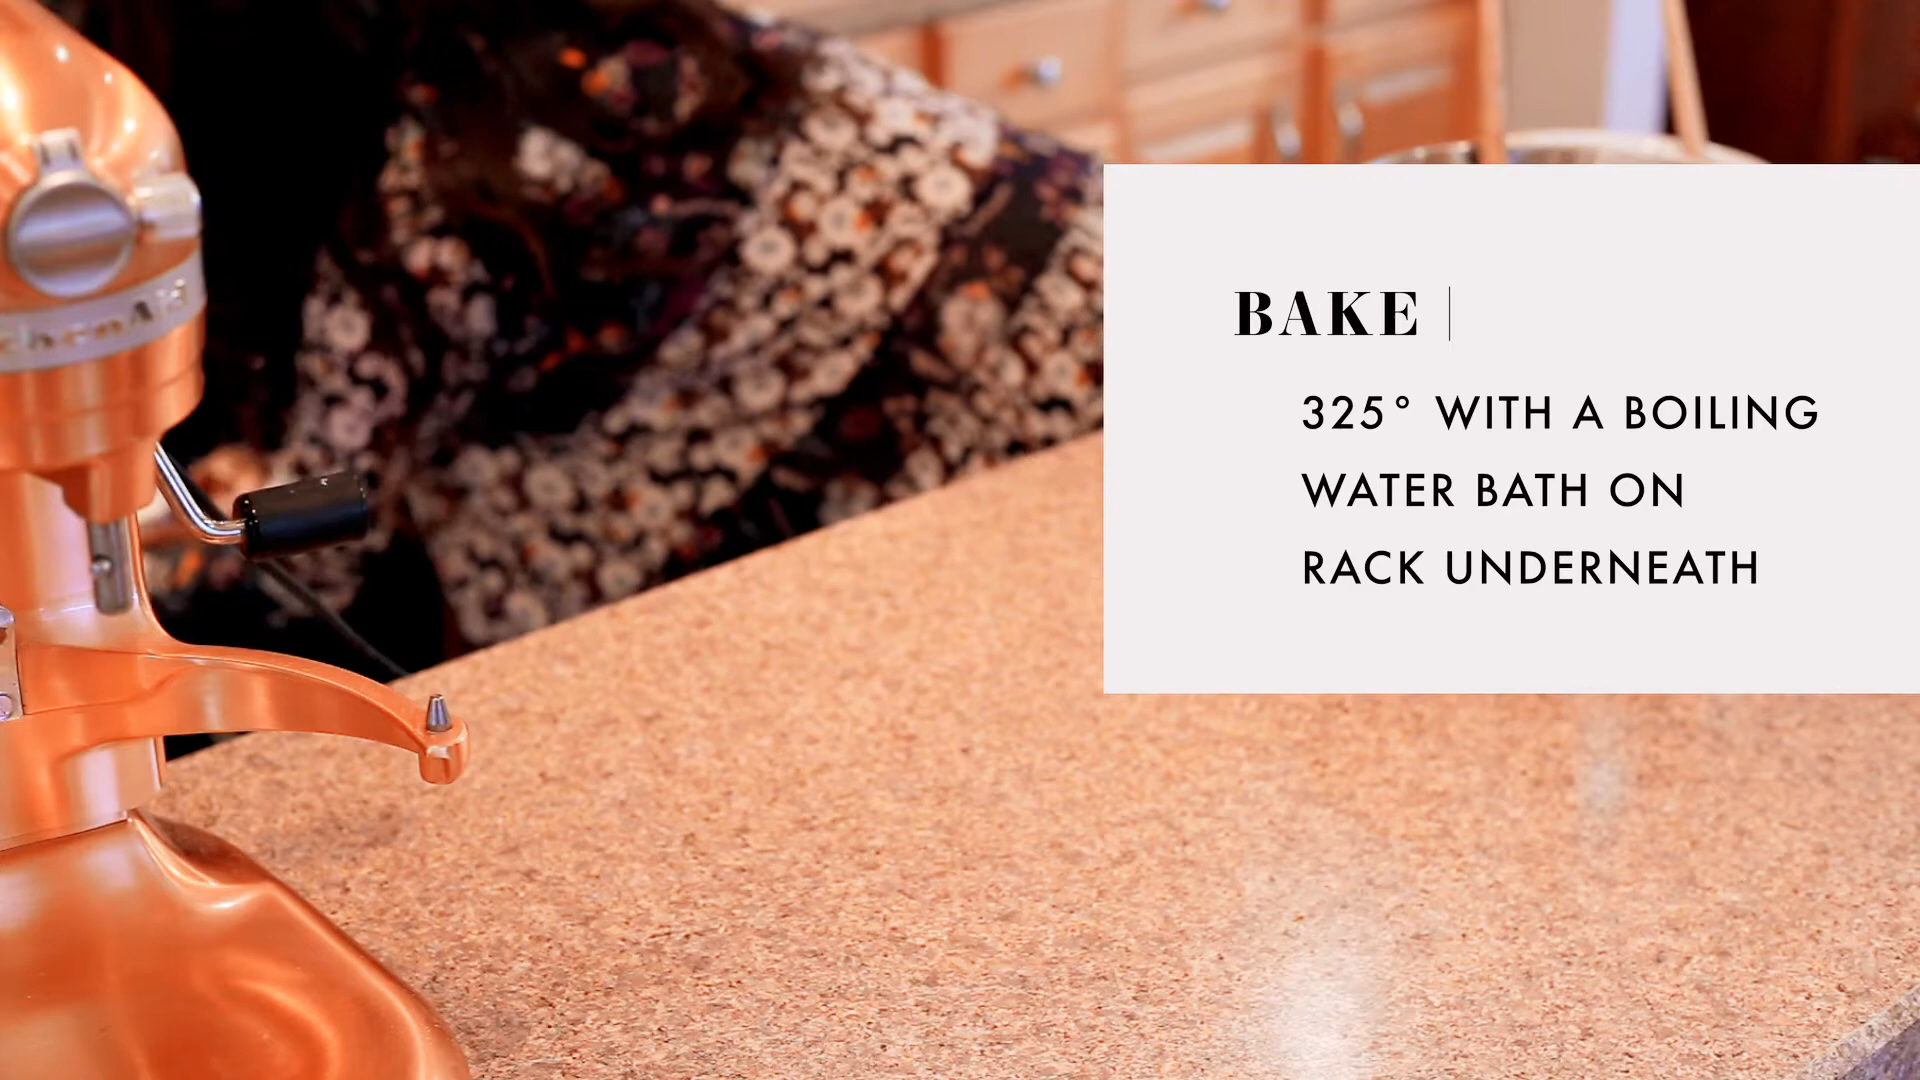 BAKE |
325° WITH A BOILING
WATER BATH ON
RACK UNDERNEATH